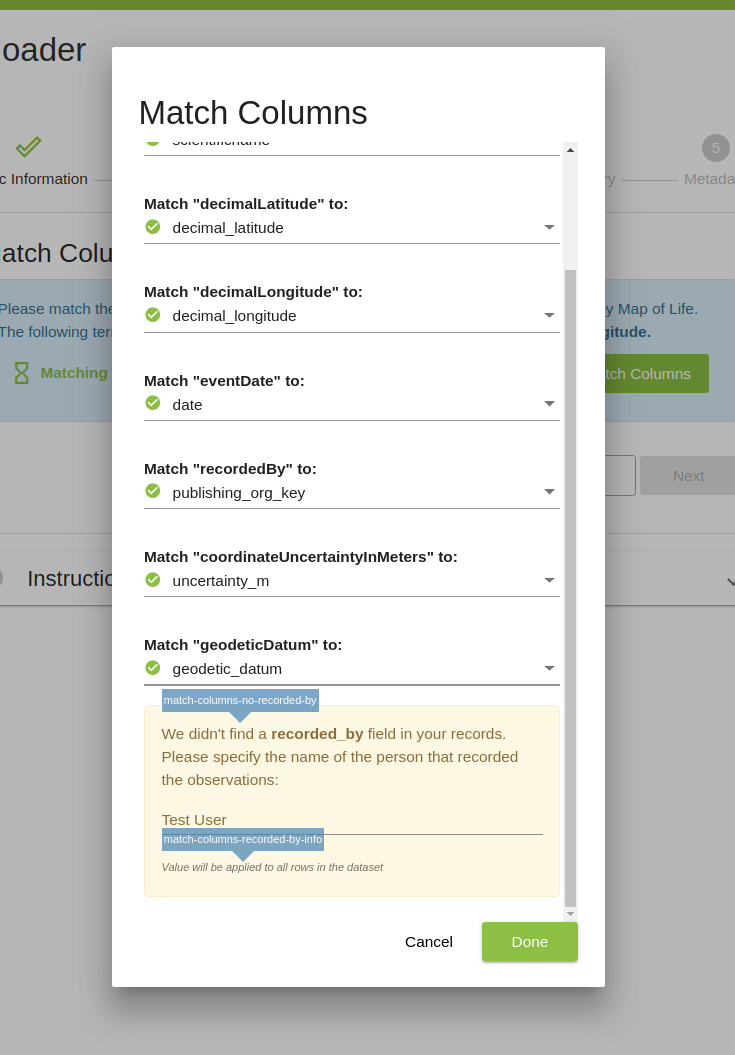 oader
Match Columns
5
c Information
ry
Metada
scientificname
Match "decimalLatitude" to:
decimal_latitude
atch Colu
Match "decimalLongitude" to:
decimal_longitude
Please match the
y Map of Life.
The following ter
gitude.
Matching
tch Columns
Match "eventDate" to:
date
Match "recordedBy" to:
publishing_org_key
Next
Match "coordinateUncertaintyInMeters" to:
uncertainty_m
Instructio
Match "geodeticDatum" to:
geodetic_datum
match-columns-no-recorded-by
We didn't find a recorded_by field in your records.
Please specify the name of the person that recorded
the observations:
Test User
match-columns-recorded-by-info
Value will be applied to all rows in the dataset
Cancel
Done